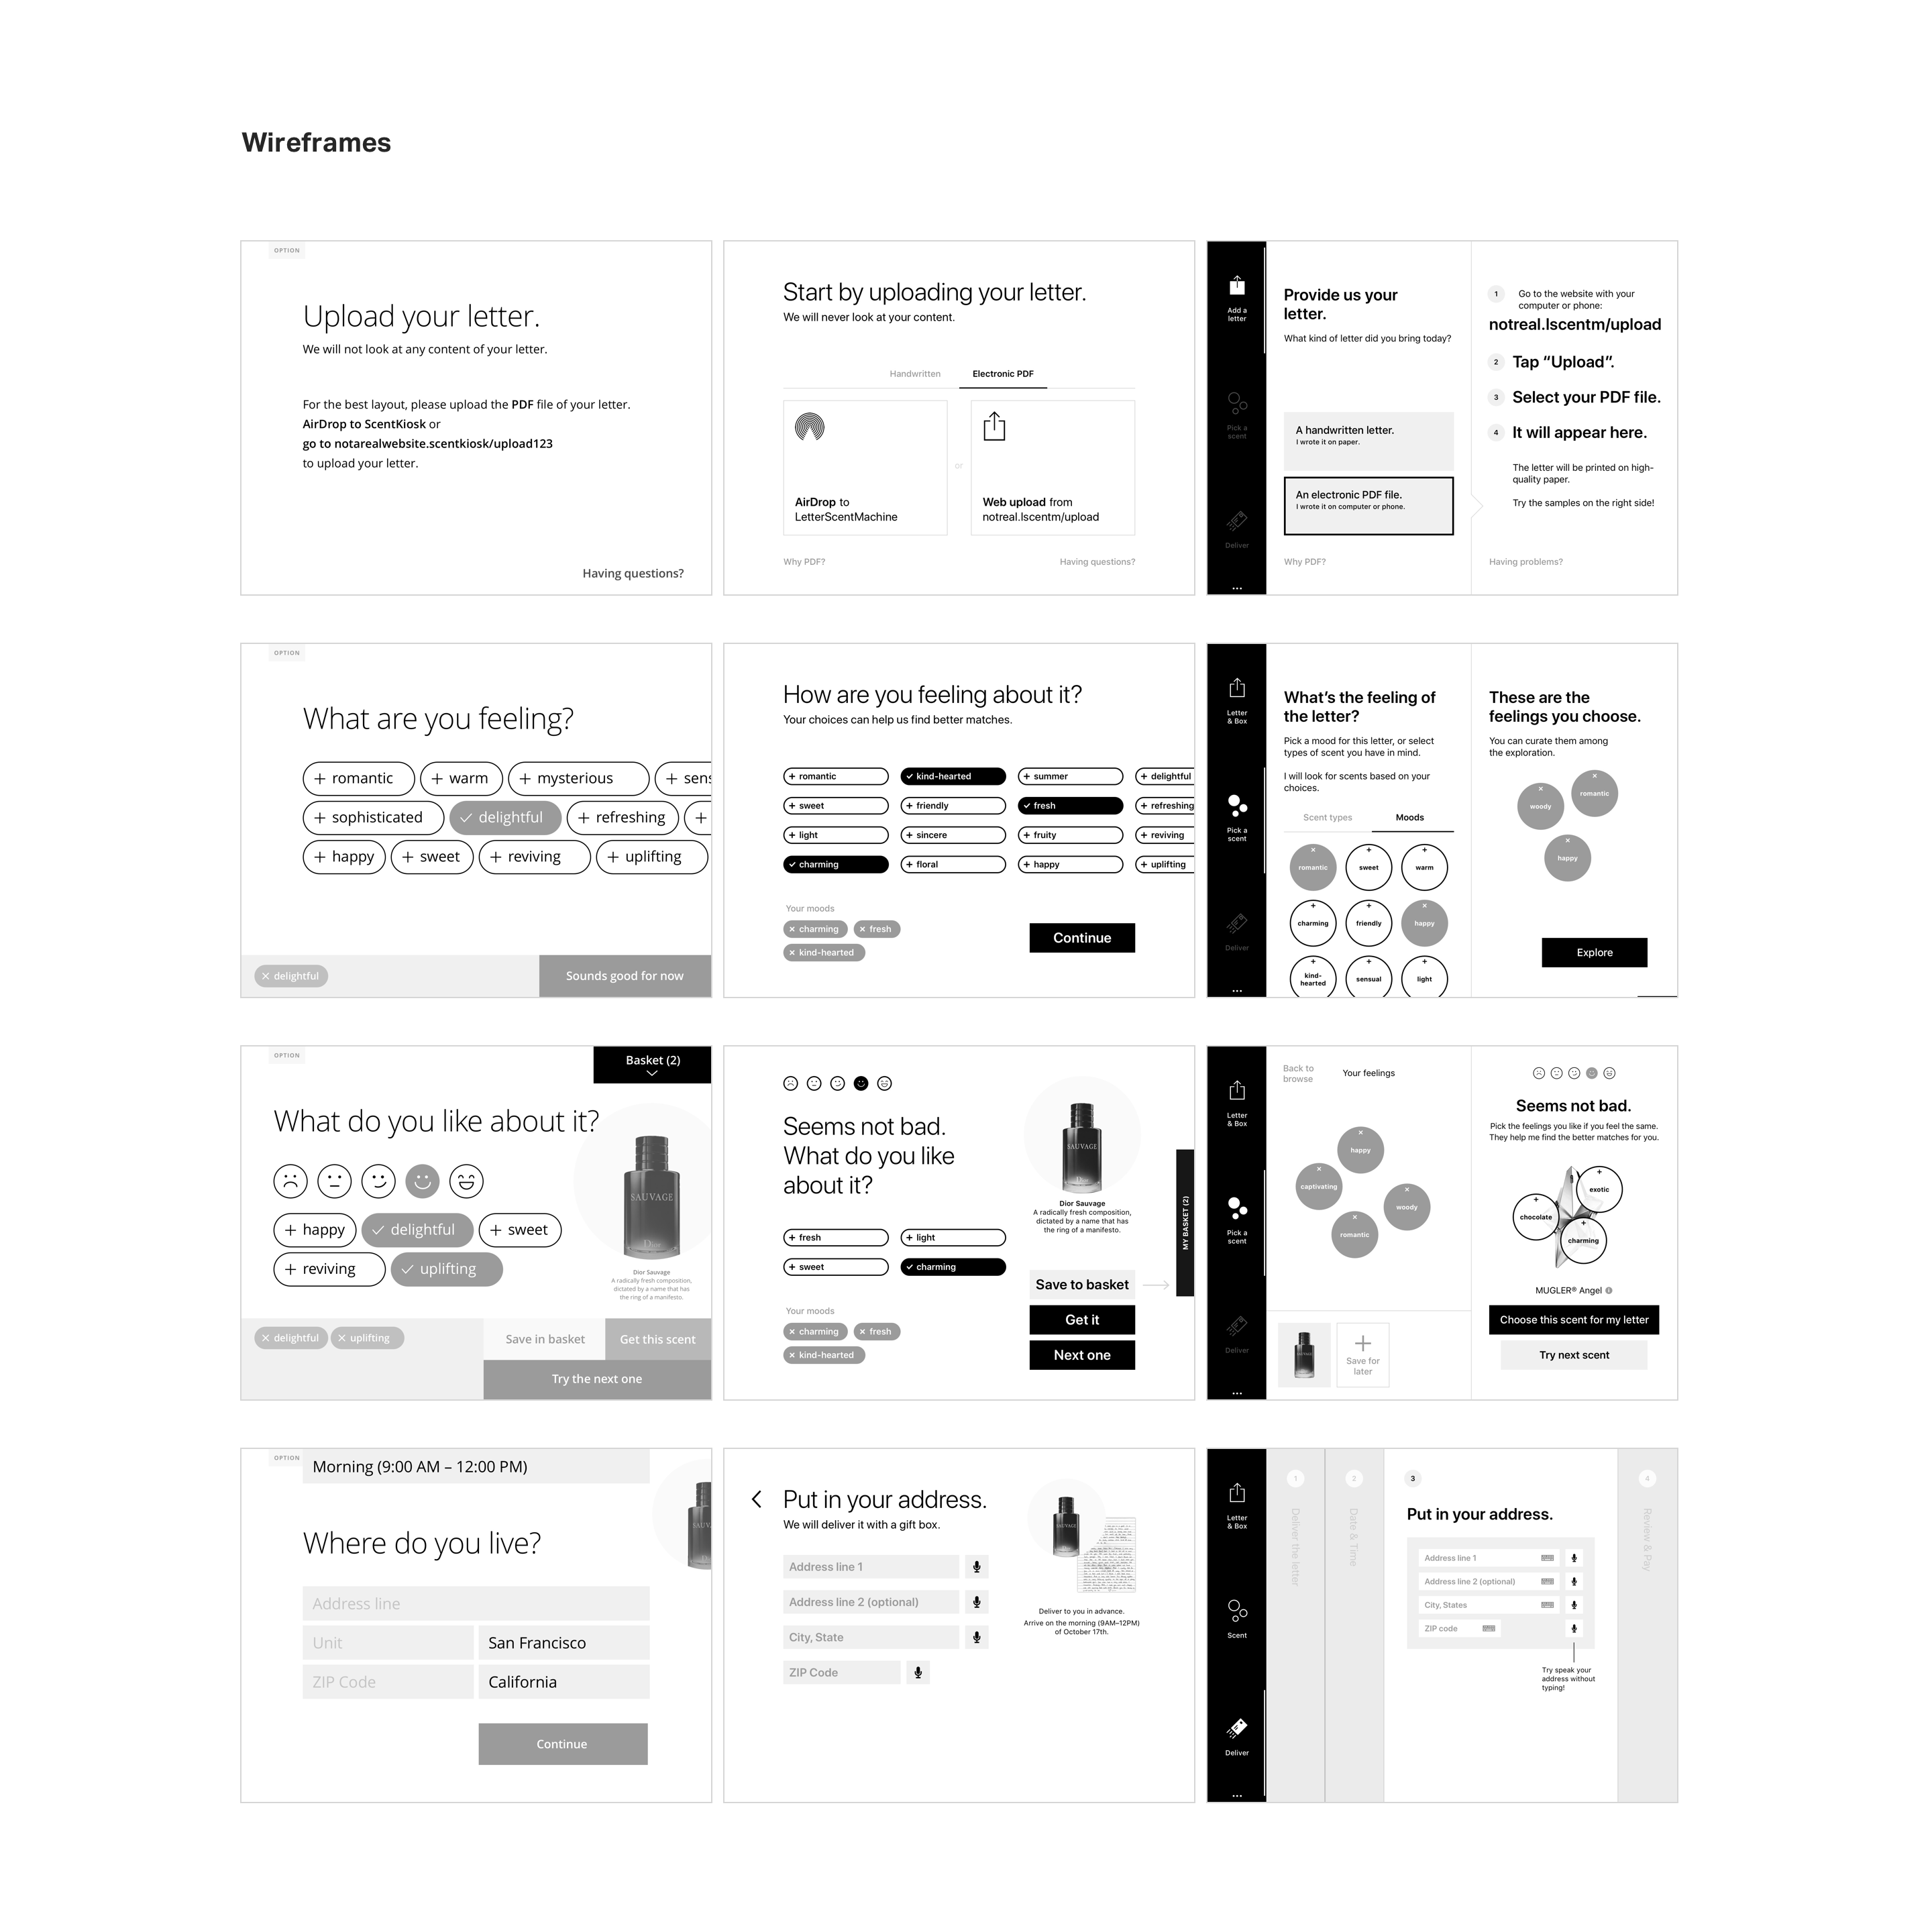 Wireframes
OPTION
Upload your letter.
We will not look at any content of your letter.
For the best layout, please upload the PDF file of your letter.
AirDrop to ScentKiosk or
go to notarealwebsite.scentkiosk/upload123
to upload your letter.
Having questions?
Start by uploading your letter.
We will never look at your content.
Handwritten
Electronic PDF
AirDrop to
LetterScentMachine
or
Web upload from
notreal.lscentm/upload
Why PDF?
Having questions?
Add a
letter
Pick a
scent
Deliver
...
Provide us your
letter.
What kind of letter did you bring today?
A handwritten letter.
I wrote it on paper.
An electronic PDF file.
I wrote it on computer or phone.
Why PDF?
1
Go to the website with your
computer or phone:
notreal.lscentm/upload
2 Tap “Upload”.
3 Select your PDF file.
4 It will appear here.
The letter will be printed on high-
quality paper.
Try the samples on the right side!
Having problems?
OPTION
What are you feeling?
+ romantic + warm + mysterious + sens
+ sophisticated ✓ delightful + refreshing +
+ happy + sweet + reviving + uplifting
× delightful
Sounds good for now
How are you feeling about it?
Your choices can help us find better matches.
+ romantic ✓ kind-hearted + summer + delightful
+ sweet + friendly ✓ fresh + refreshing
+ light + sincere + fruity + reviving
✓ charming + floral + happy + uplifting
Your moods
× charming × fresh
× kind-hearted
Continue
Letter
& Box
Pick a
scent
Deliver
...
What’s the feeling of
the letter?
Pick a mood for this letter, or select
types of scent you have in mind.
I will look for scents based on your
choices.
Scent types
Moods
× romantic + sweet + warm
+ charming + friendly × happy
+ kind-
hearted + sensual + light
These are the
feelings you choose.
You can curate them among
the exploration.
× woody
× romantic
× happy
Explore
OPTION
Basket (2)
What do you like about it?
+ happy ✓ delightful + sweet
+ reviving ✓ uplifting
SAUVAGE
Dior
Dior Sauvage
A radically fresh composition,
dictated by a name that has
the ring of a manifesto.
× delightful × uplifting
Save in basket
Get this scent
Try the next one
Seems not bad.
What do you like
about it?
+ fresh + light
+ sweet ✓ charming
Your moods
× charming × fresh
× kind-hearted
SAUVAGE
Dior Sauvage
A radically fresh composition,
dictated by a name that has
the ring of a manifesto.
Save to basket
Get it
Next one
MY BASKET (2)
Letter
& Box
Pick a
scent
Deliver
...
Back to
browse
Your feelings
× happy
× captivating
× woody
× romantic
+
Save for
later
Seems not bad.
Pick the feelings you like if you feel the same.
They help me find the better matches for you.
+ exotic
+ chocolate
+ charming
MUGLER® Angel
Choose this scent for my letter
Try next scent
OPTION
Morning (9:00 AM – 12:00 PM)
SAUV
Where do you live?
Address line
Unit
San Francisco
ZIP Code
California
Continue
Put in your address.
We will deliver it with a gift box.
Address line 1
Address line 2 (optional)
City, State
ZIP Code
SAUVAGE
Deliver to you in advance.
Arrive on the morning (9AM–12PM)
of October 17th.
Letter
& Box
Scent
Deliver
...
1
Deliver the letter
2
Date & Time
3
Put in your address.
Address line 1
Address line 2 (optional)
City, States
ZIP code
Try speak your
address without
typing!
4
Review & Pay